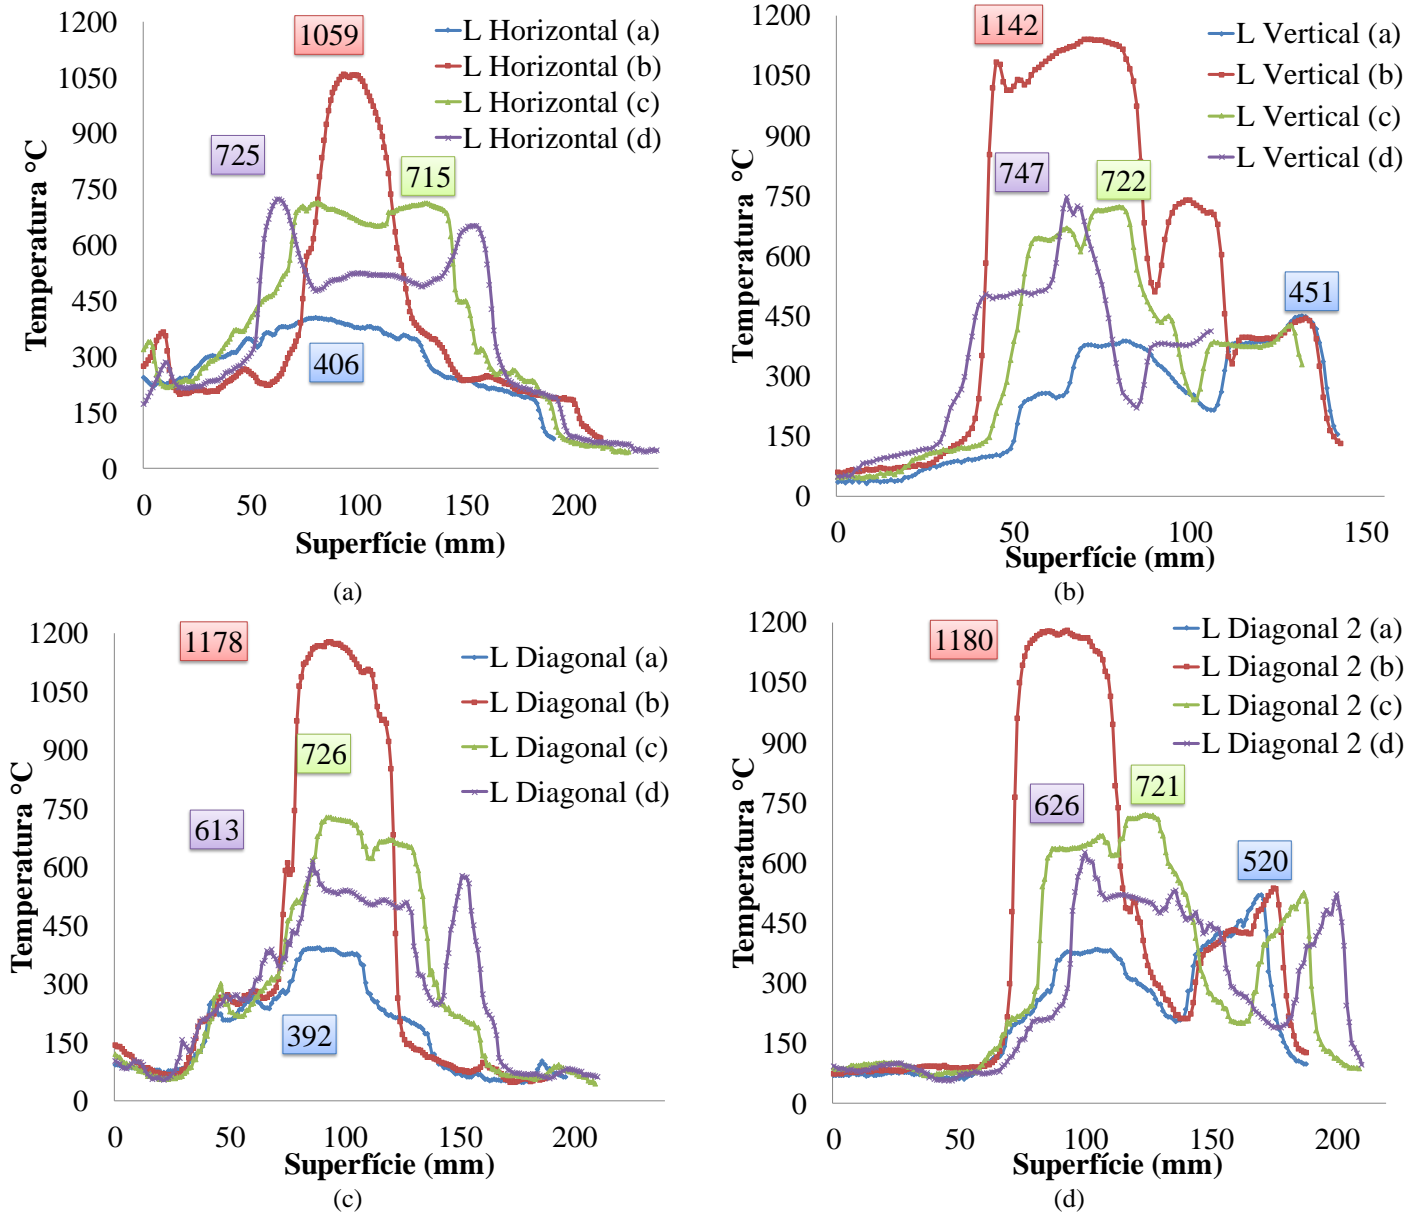 1200
1050
900
750
600
450
300
150
0
Temperatura °C
1059
725
715
406
L Horizontal (a)
L Horizontal (b)
L Horizontal (c)
L Horizontal (d)
0 50 100 150 200
Superfície (mm)
(a)
1200
1050
900
750
600
450
300
150
0
Temperatura °C
1142
747
722
451
L Vertical (a)
L Vertical (b)
L Vertical (c)
L Vertical (d)
0 50 100 150
Superfície (mm)
(b)
1200
1050
900
750
600
450
300
150
0
Temperatura °C
1178
726
613
392
L Diagonal (a)
L Diagonal (b)
L Diagonal (c)
L Diagonal (d)
0 50 100 150 200
Superfície (mm)
(c)
1200
1050
900
750
600
450
300
150
0
Temperatura °C
1180
626
721
520
L Diagonal 2 (a)
L Diagonal 2 (b)
L Diagonal 2 (c)
L Diagonal 2 (d)
0 50 100 150 200
Superfície (mm)
(d)